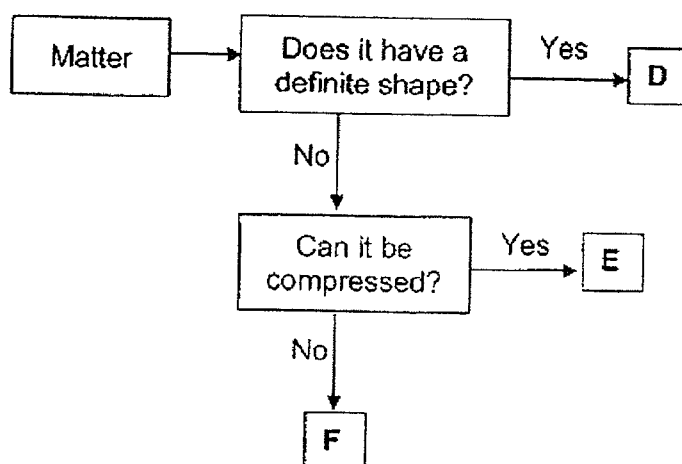 Matter
Does it have a
definite shape?
Yes
D
No
Can it be
compressed?
Yes
E
No
F